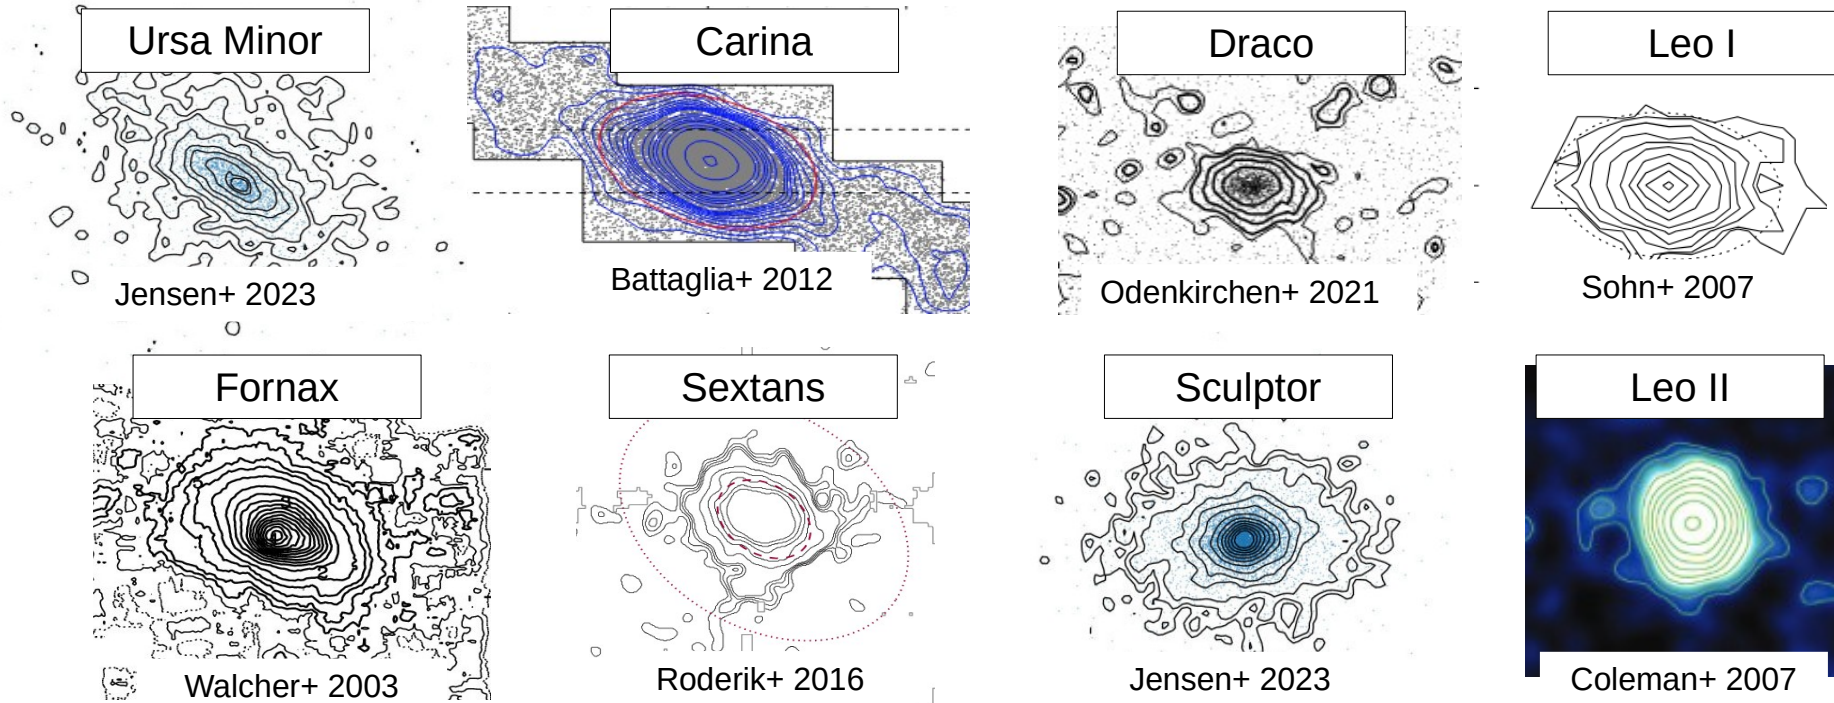 Ursa Minor
Carina
Draco
Leo I
Jensen+ 2023
Battaglia+ 2012
Odenkirchen+ 2021
Sohn+ 2007
Fornax
Sextans
Sculptor
Leo II
Walcher+ 2003
Roderik+ 2016
Jensen+ 2023
Coleman+ 2007